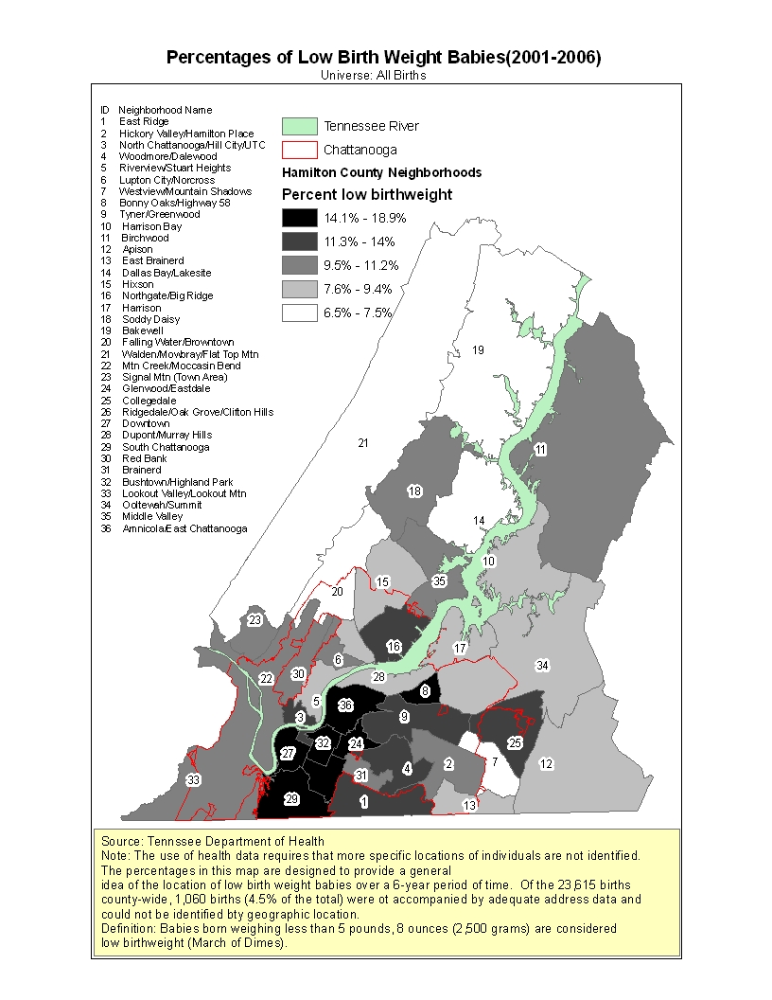 Percentages of Low Birth Weight Babies(2001-2006)
Universe: All Births
ID Neighborhood Name
1 East Ridge
2 Hickory Valley/Hamilton Place
3 North Chattanooga/Hill City/UTC
4 Woodmore/Dalewood
5 Riverview/Stuart Heights
6 Lupton City/Norcross
7 Westview/Mountain Shadows
8 Bonny Oaks/Highway 58
9 Tyner/Greenwood
10 Harrison Bay
11 Birchwood
12 Apison
13 East Brainerd
14 Dallas Bay/Lakesite
15 Hixson
16 Northgate/Big Ridge
17 Harrison
18 Soddy Daisy
19 Bakewell
20 Falling Water/Browntown
21 Walden/Mowbray/Flat Top Mtn
22 Mtn Creek/Moccasin Bend
23 Signal Mtn (Town Area)
24 Glenwood/Eastdale
25 Collegedale
26 Ridgedale/Oak Grove/Clifton Hills
27 Downtown
28 Dupont/Murray Hills
29 South Chattanooga
30 Red Bank
31 Brainerd
32 Bushtown/Highland Park
33 Lookout Valley/Lookout Mtn
34 Ooltewah/Summit
35 Middle Valley
36 Amnicola/East Chattanooga
Tennessee River
Chattanooga
Hamilton County Neighborhoods
Percent low birthweight
14.1% - 18.9%
11.3% - 14%
9.5% - 11.2%
7.6% - 9.4%
6.5% - 7.5%
19
21
11
18
14
10
15
35
20
23
16
17
6
34
22
30
28
8
5
36
3
9
32
24
25
27
2
7
12
4
31
33
29
1
13
Source: Tennssee Department of Health
Note: The use of health data requires that more specific locations of individuals are not identified.
The percentages in this map are designed to provide a general
idea of the location of low birth weight babies over a 6-year period of time. Of the 23,615 births
county-wide, 1,060 births (4.5% of the total) were ot accompanied by adequate address data and
could not be identified bty geographic location.
Definition: Babies born weighing less than 5 pounds, 8 ounces (2,500 grams) are considered
low birthweight (March of Dimes).